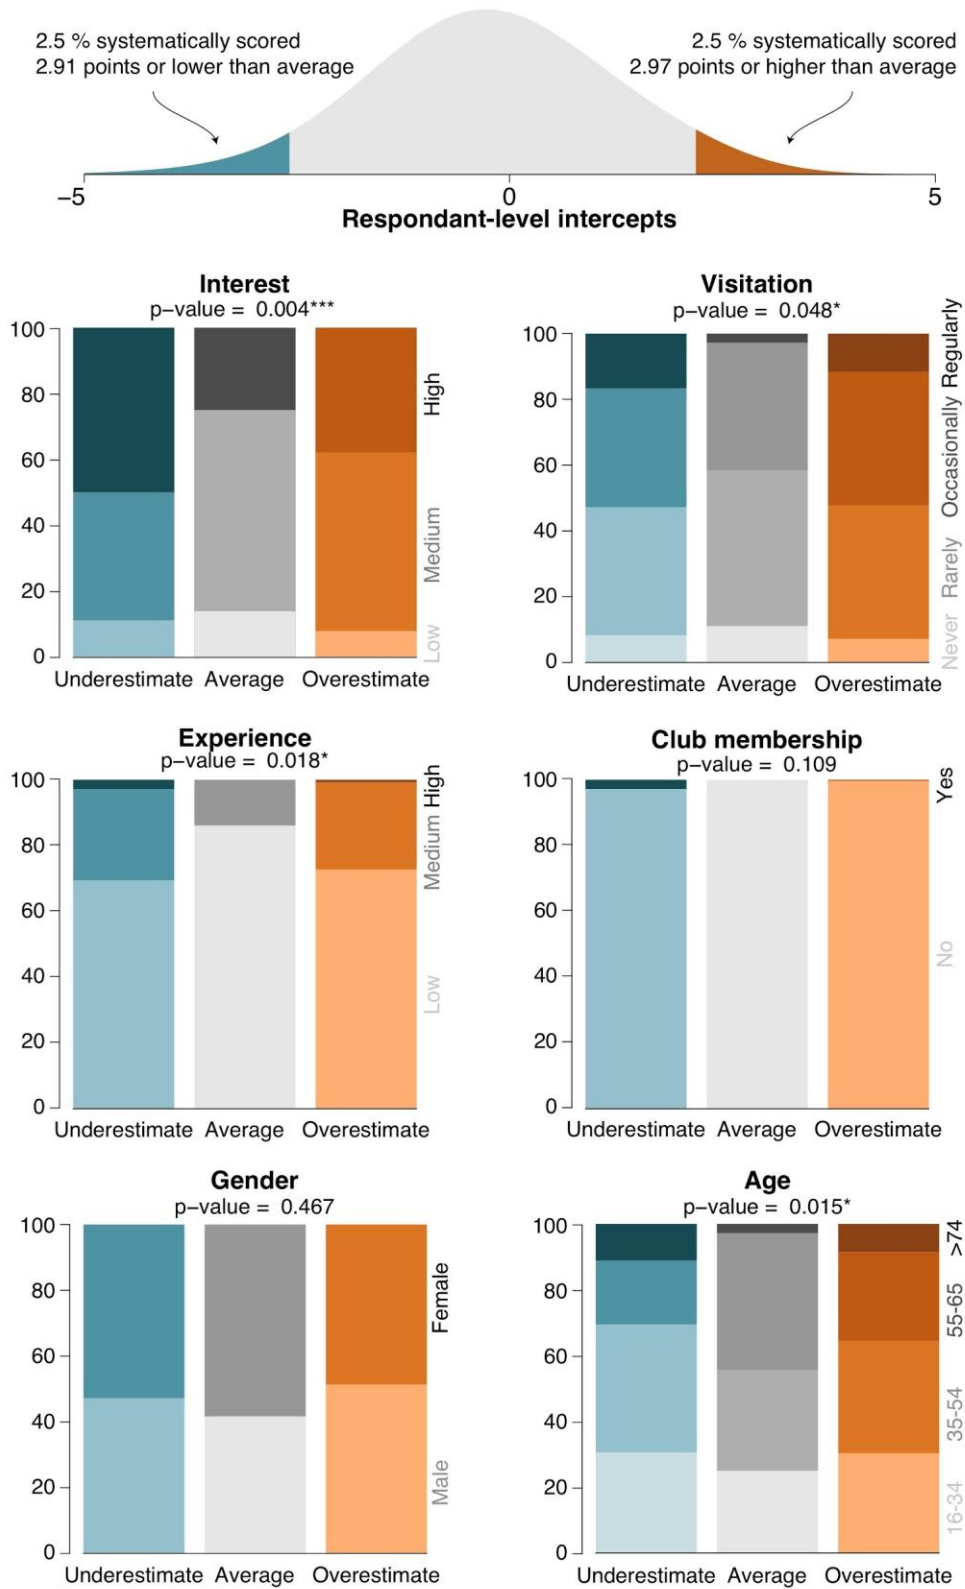 2.5 % systematically scored
2.91 points or lower than average
2.5 % systematically scored
2.97 points or higher than average
−5
0
5
Respondant-level intercepts
Interest
p−value = 0.004***
100
80
60
40
20
0
High
Medium
Low
Underestimate
Average
Overestimate
Visitation
p−value = 0.048*
100
80
60
40
20
0
Regularly
Occasionally
Rarely
Never
Underestimate
Average
Overestimate
Experience
p−value = 0.018*
100
80
60
40
20
0
High
Medium
Low
Underestimate
Average
Overestimate
Club membership
p−value = 0.109
100
80
60
40
20
0
Yes
No
Underestimate
Average
Overestimate
Gender
p−value = 0.467
100
80
60
40
20
0
Female
Male
Underestimate
Average
Overestimate
Age
p−value = 0.015*
100
80
60
40
20
0
>74
55-65
35-54
16-34
Underestimate
Average
Overestimate